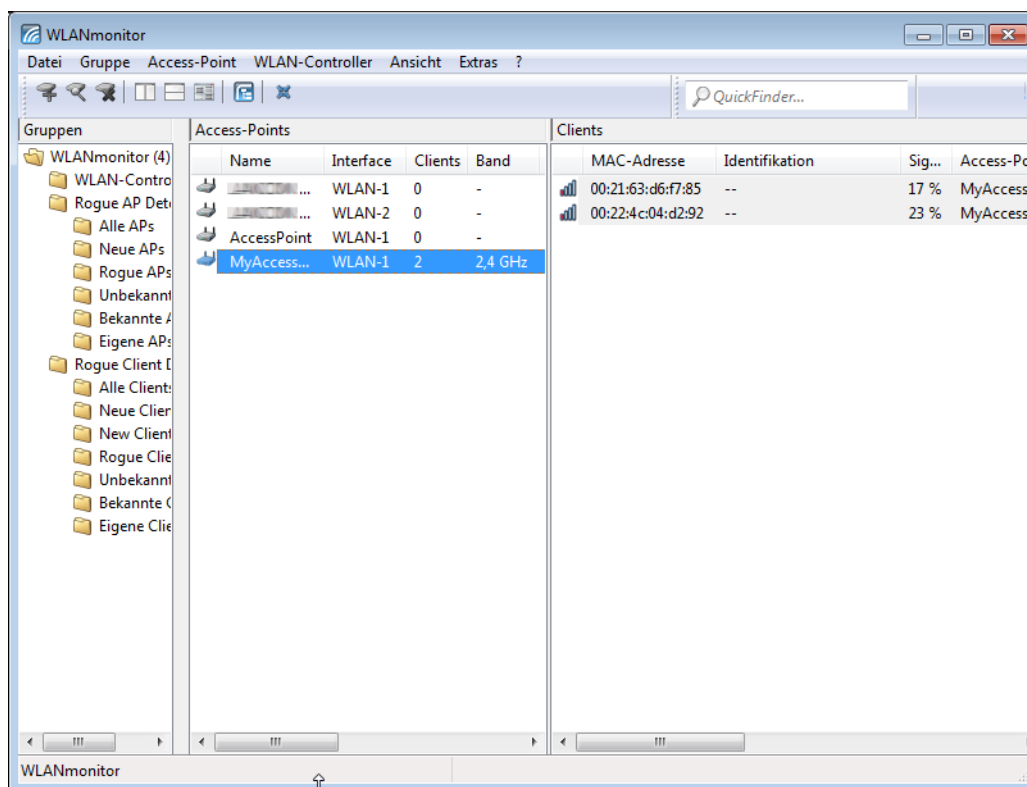 WLANmonitor
Datei Gruppe Access-Point WLAN-Controller Ansicht Extras ?
QuickFinder...
Gruppen
WLANmonitor (4)
WLAN-Contro
Rogue AP Det
Alle APs
Neue APs
Rogue APs
Unbekannt
Bekannte A
Eigene APs
Rogue Client D
Alle Clients
Neue Clien
New Client
Rogue Clie
Unbekannt
Bekannte C
Eigene Clie
Access-Points
Name Interface Clients Band
... WLAN-1 0 -
... WLAN-2 0 -
AccessPoint WLAN-1 0 -
MyAccess... WLAN-1 2 2,4 GHz
Clients
MAC-Adresse Identifikation Sig... Access-Po
00:21:63:d6:f7:85 -- 17 % MyAccess
00:22:4c:04:d2:92 -- 23 % MyAccess
WLANmonitor